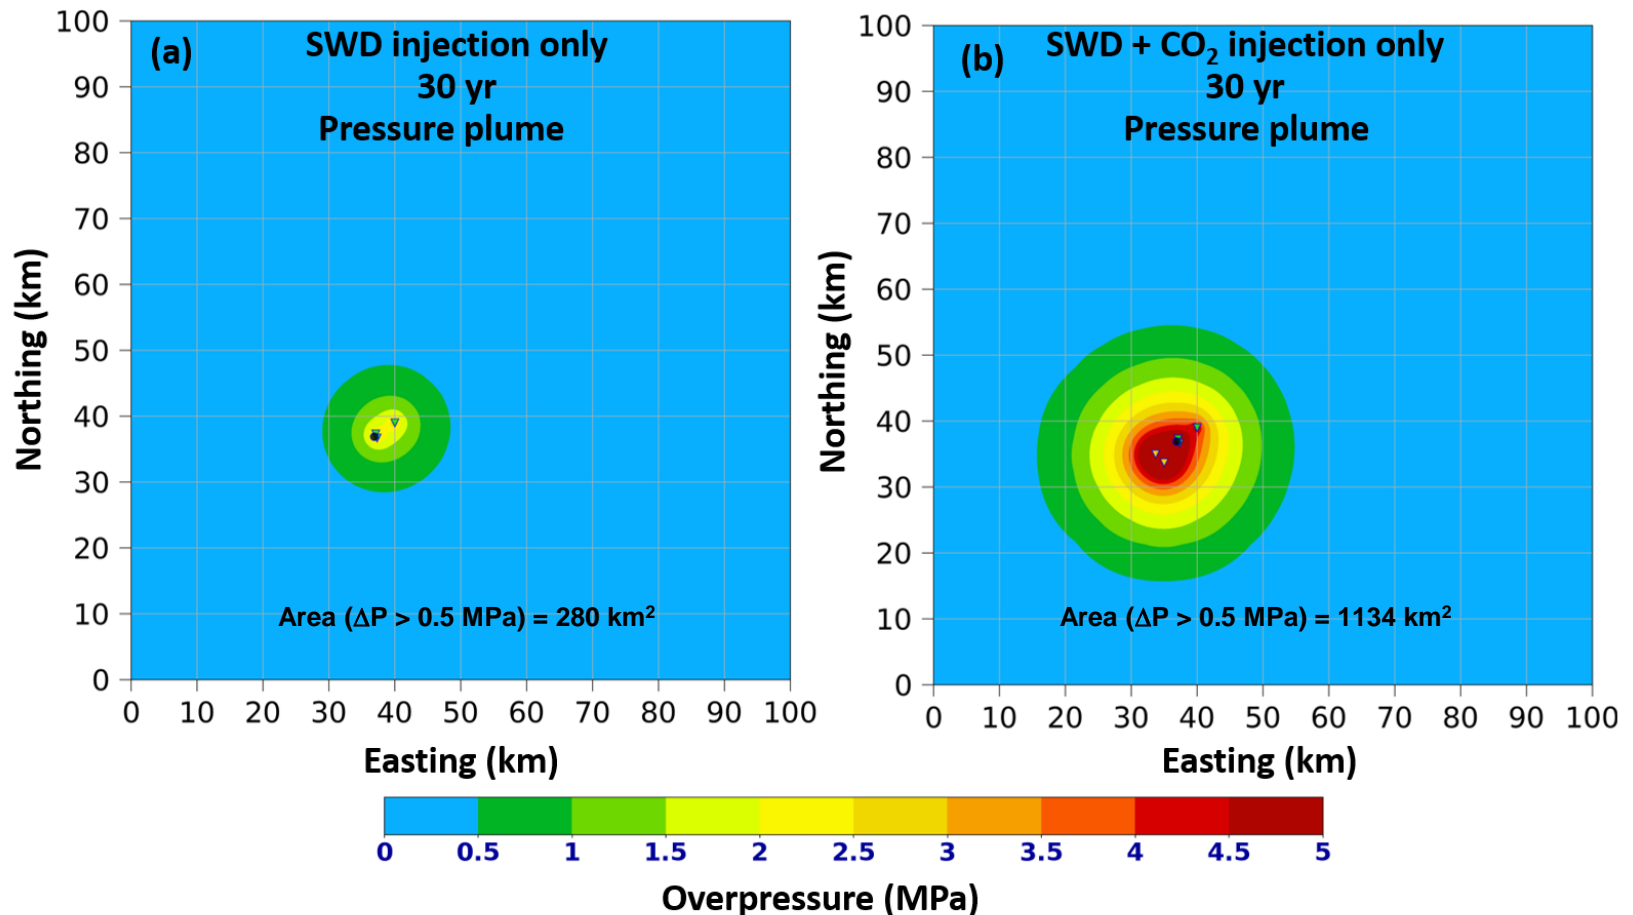 (a)
SWD injection only
30 yr
Pressure plume
100
90
80
70
60
50
40
30
20
10
0
Northing (km)
Area (ΔP > 0.5 MPa) = 280 km²
0 10 20 30 40 50 60 70 80 90 100
Easting (km)
(b)
SWD + CO₂ injection only
30 yr
Pressure plume
100
90
80
70
60
50
40
30
20
10
0
Northing (km)
Area (ΔP > 0.5 MPa) = 1134 km²
0 10 20 30 40 50 60 70 80 90 100
Easting (km)
0 0.5 1 1.5 2 2.5 3 3.5 4 4.5 5
Overpressure (MPa)